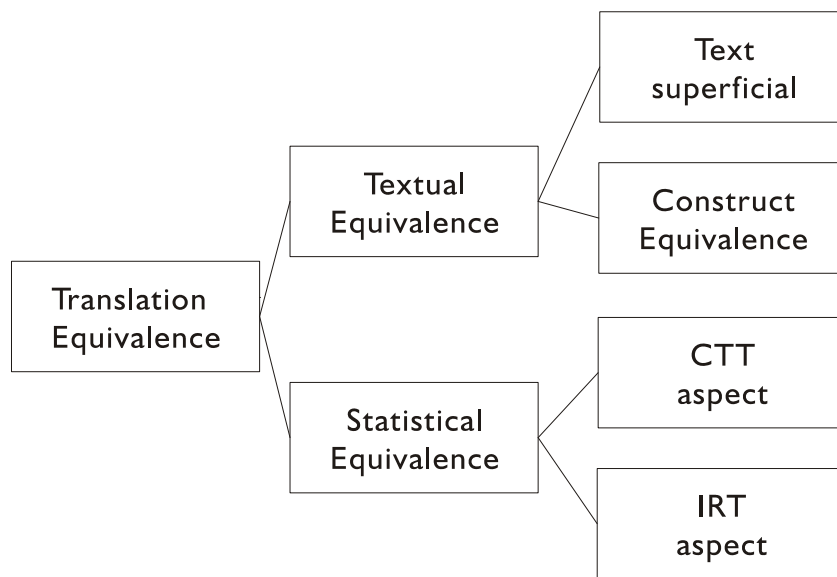 Text
superficial
Textual
Equivalence
Construct
Equivalence
Translation
Equivalence
CTT
aspect
Statistical
Equivalence
IRT
aspect